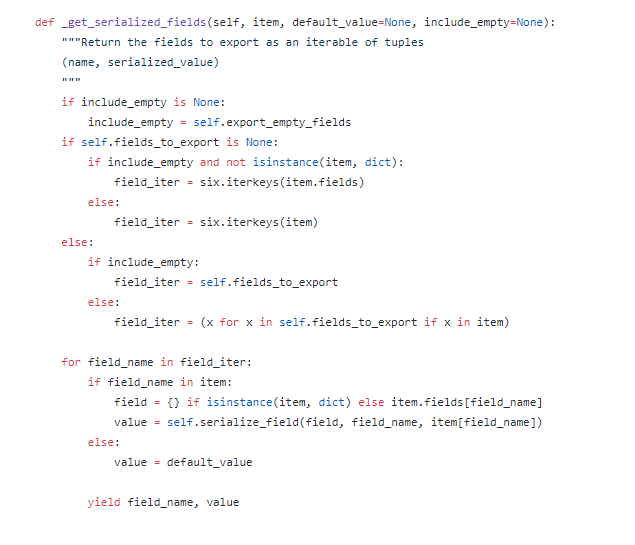 def _get_serialized_fields(self, item, default_value=None, include_empty=None):
    """Return the fields to export as an iterable of tuples
    (name, serialized_value)
    """
    if include_empty is None:
        include_empty = self.export_empty_fields
    if self.fields_to_export is None:
        if include_empty and not isinstance(item, dict):
            field_iter = six.iterkeys(item.fields)
        else:
            field_iter = six.iterkeys(item)
    else:
        if include_empty:
            field_iter = self.fields_to_export
        else:
            field_iter = (x for x in self.fields_to_export if x in item)

    for field_name in field_iter:
        if field_name in item:
            field = {} if isinstance(item, dict) else item.fields[field_name]
            value = self.serialize_field(field, field_name, item[field_name])
        else:
            value = default_value

        yield field_name, value